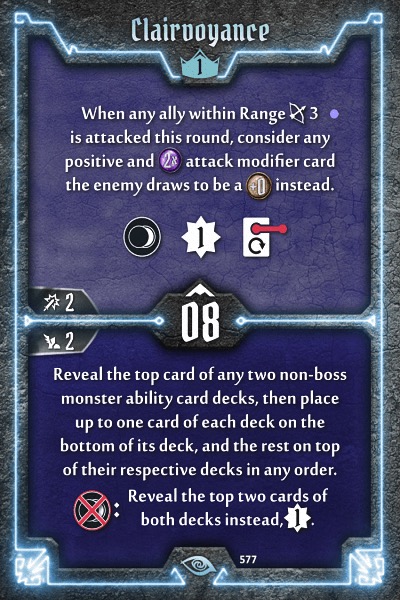 Clairvoyance
1
When any ally within Range 3
is attacked this round, consider any
positive and 2x attack modifier card
the enemy draws to be a +0 instead.
1
2
08
2
Reveal the top card of any two non-boss
monster ability card decks, then place
up to one card of each deck on the
bottom of its deck, and the rest on top
of their respective decks in any order.
: Reveal the top two cards of
both decks instead, 1.
577